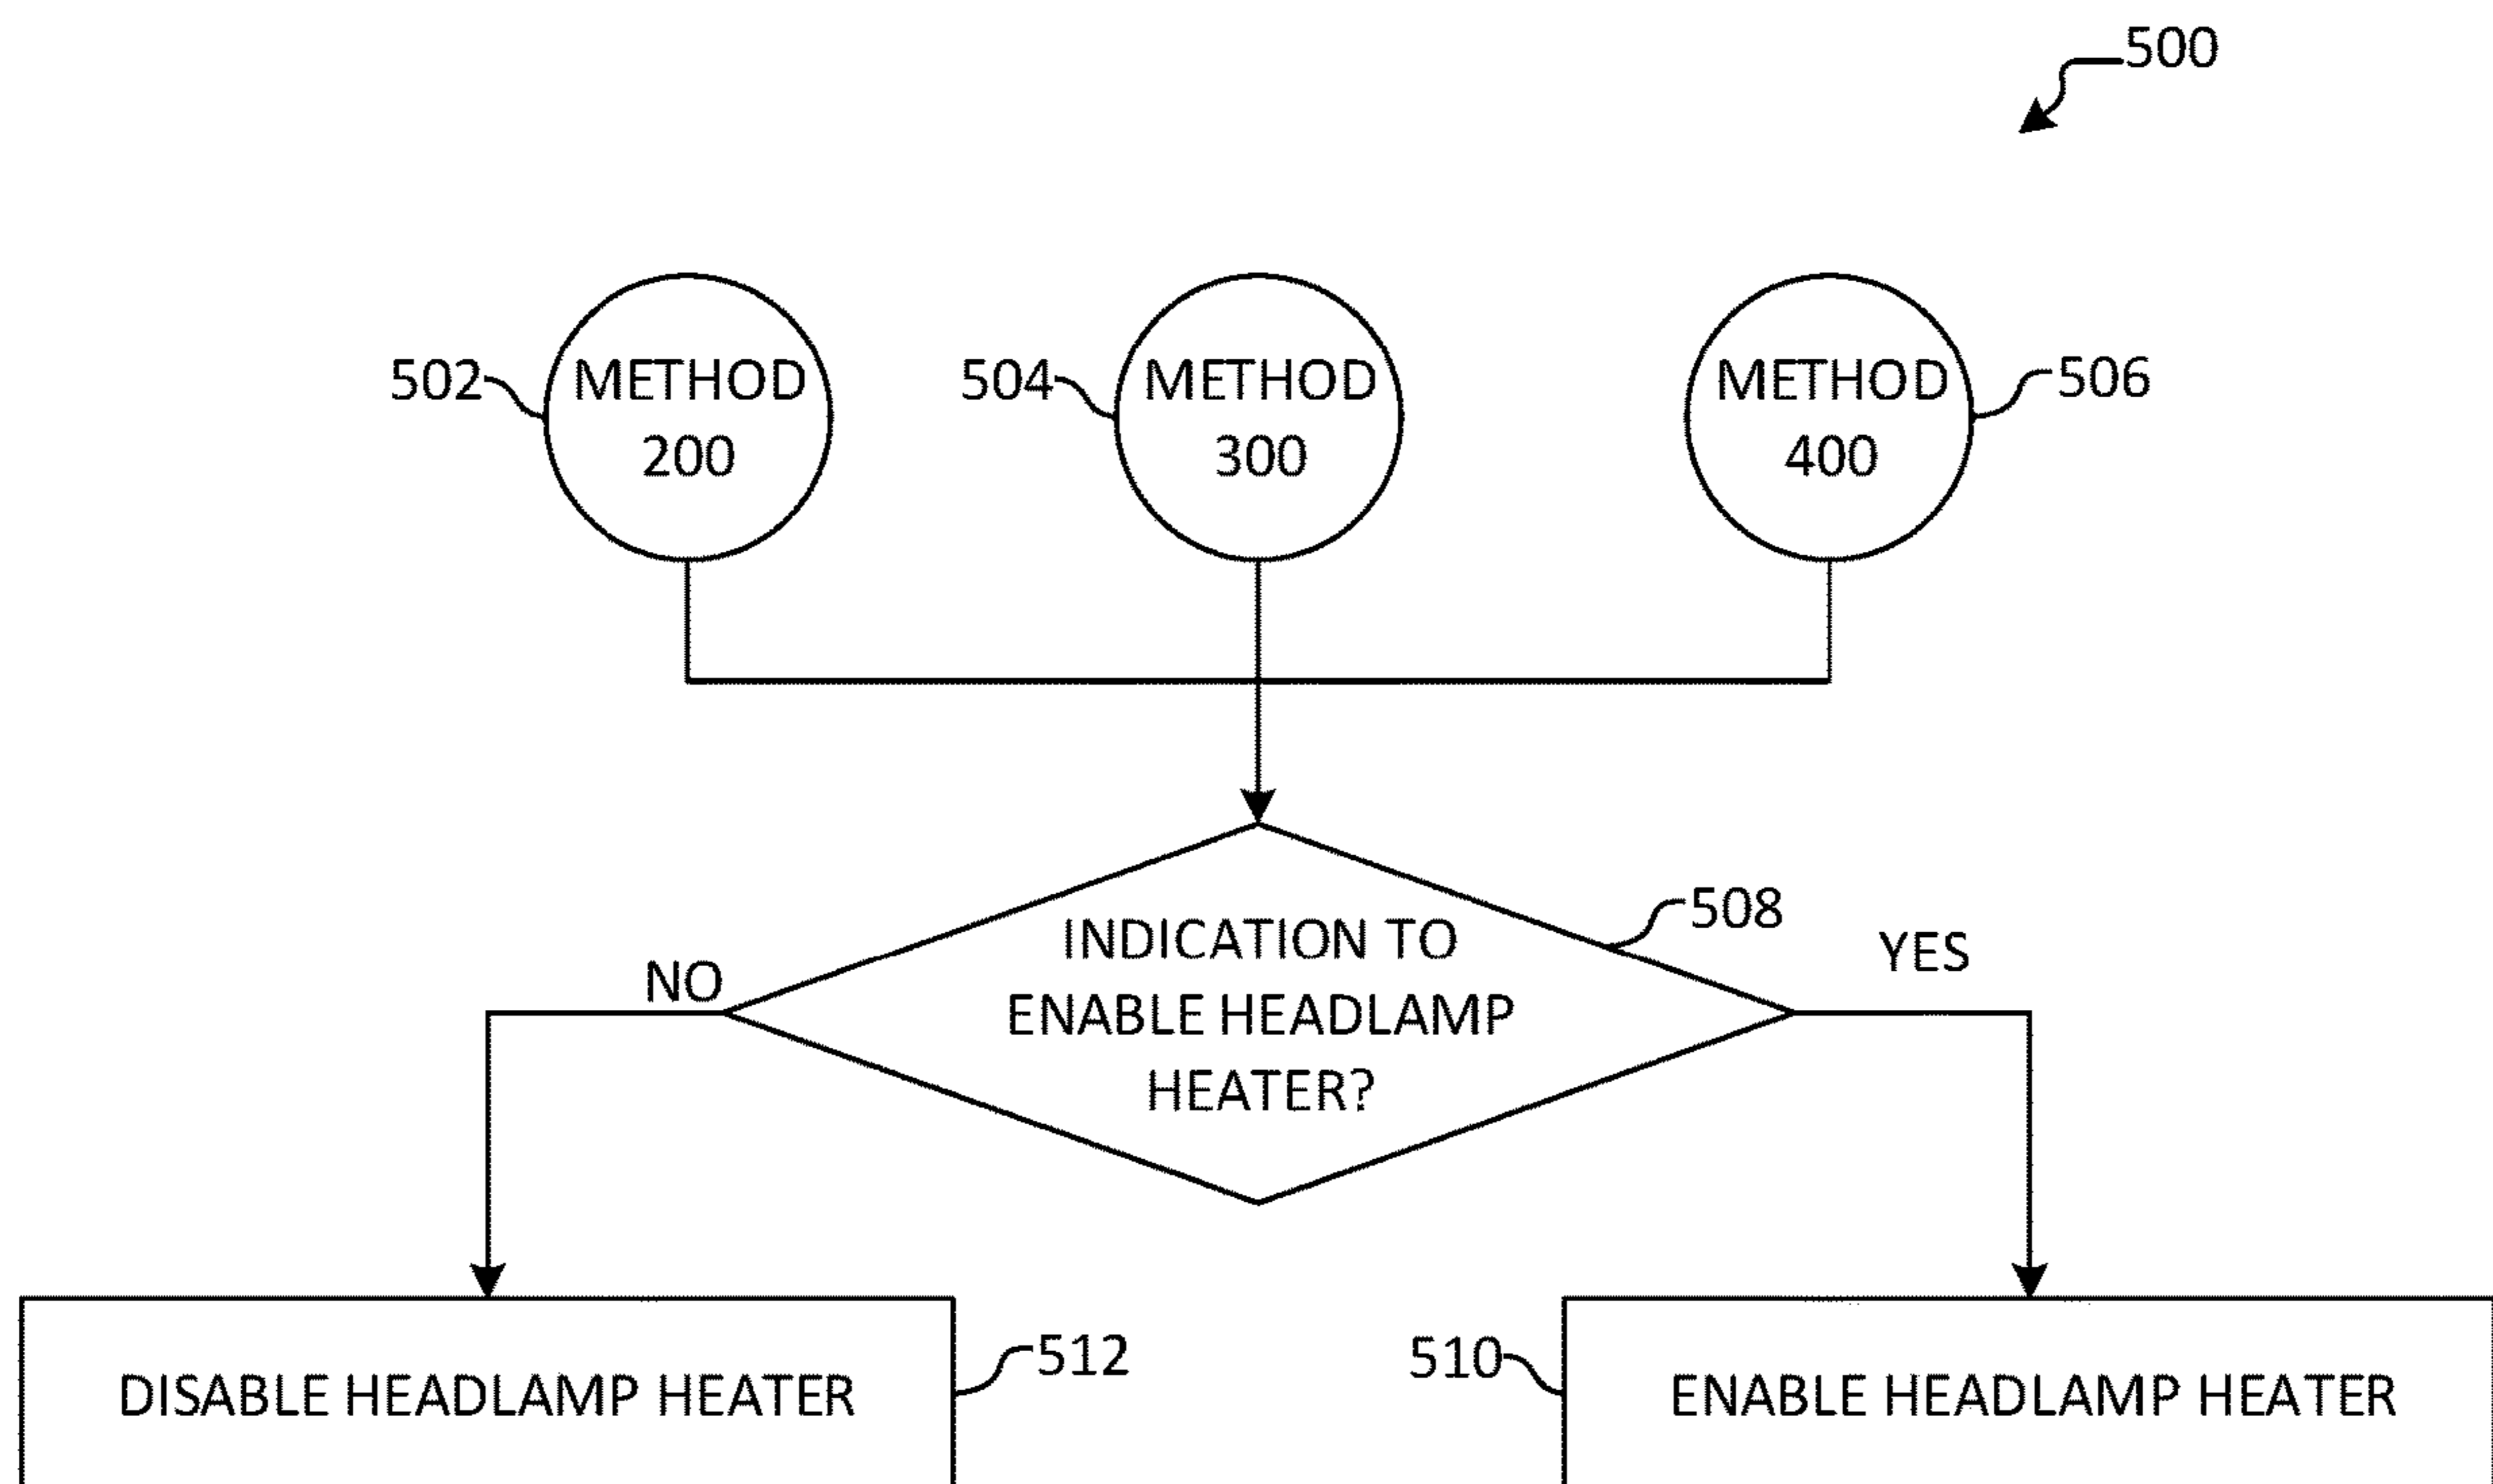 500
502
METHOD
200
504
METHOD
300
METHOD
400
506
INDICATION TO
ENABLE HEADLAMP
HEATER?
508
NO
YES
DISABLE HEADLAMP HEATER
512
510
ENABLE HEADLAMP HEATER